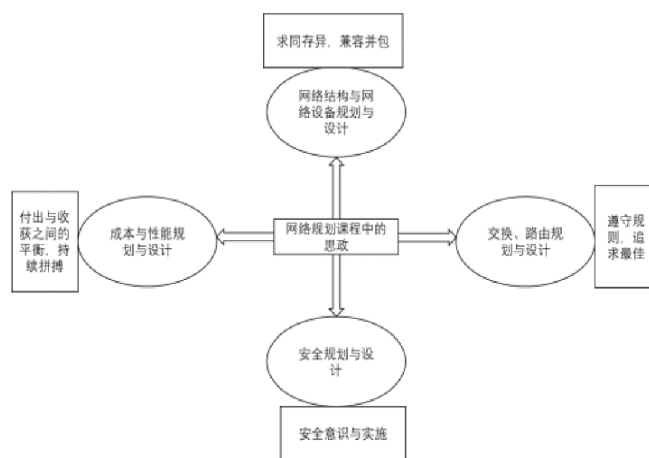 求同存异，兼容并包
网络结构与网
络设备规划与
设计
付出与收
获之间的
平衡，持
续拼搏
成本与性能规
划与设计
网络规划课程中的
思政
交换、路由规
划与设计
遵守规
则，追
求最佳
安全规划与设
计
安全意识与实施